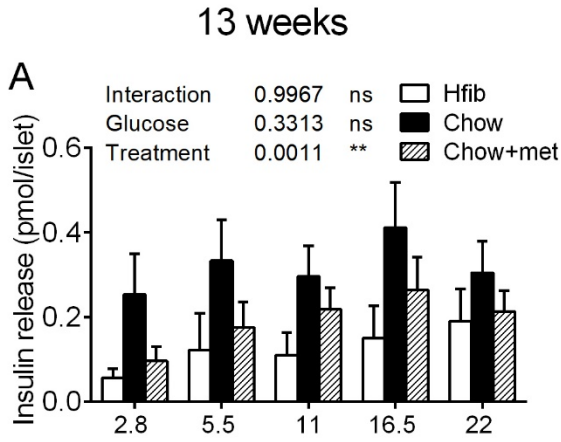 13 weeks
A
Interaction 0.9967 ns Hfib
Glucose 0.3313 ns Chow
Treatment 0.0011 ** Chow+met
Insulin release (pmol/islet)
0.6
0.4
0.2
0.0
2.8 5.5 11 16.5 22